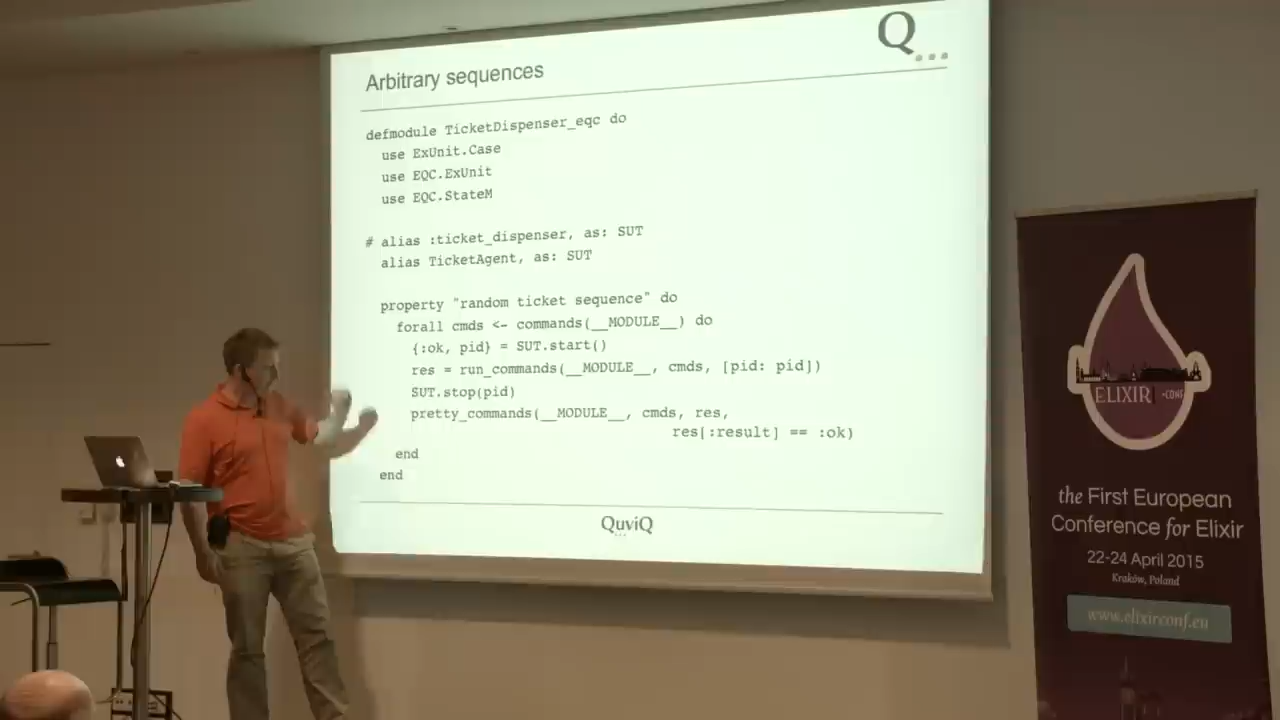 Q...
Arbitrary sequences
defmodule TicketDispenser_eqc do
use ExUnit.Case
use EQC.ExUnit
use EQC.StateM
# alias :ticket_dispenser, as: SUT
alias TicketAgent, as: SUT
property "random ticket sequence" do
forall cmds <- commands(__MODULE__) do
{:ok, pid} = SUT.start()
res = run_commands(__MODULE__, cmds, [pid: pid])
SUT.stop(pid)
pretty_commands(__MODULE__, cmds, res,
res[:result] == :ok)
end
end
QuviQ
...
ELIXIR CONF
the First European
Conference for Elixir
22-24 April 2015
Kraków, Poland
www.elixirconf.eu